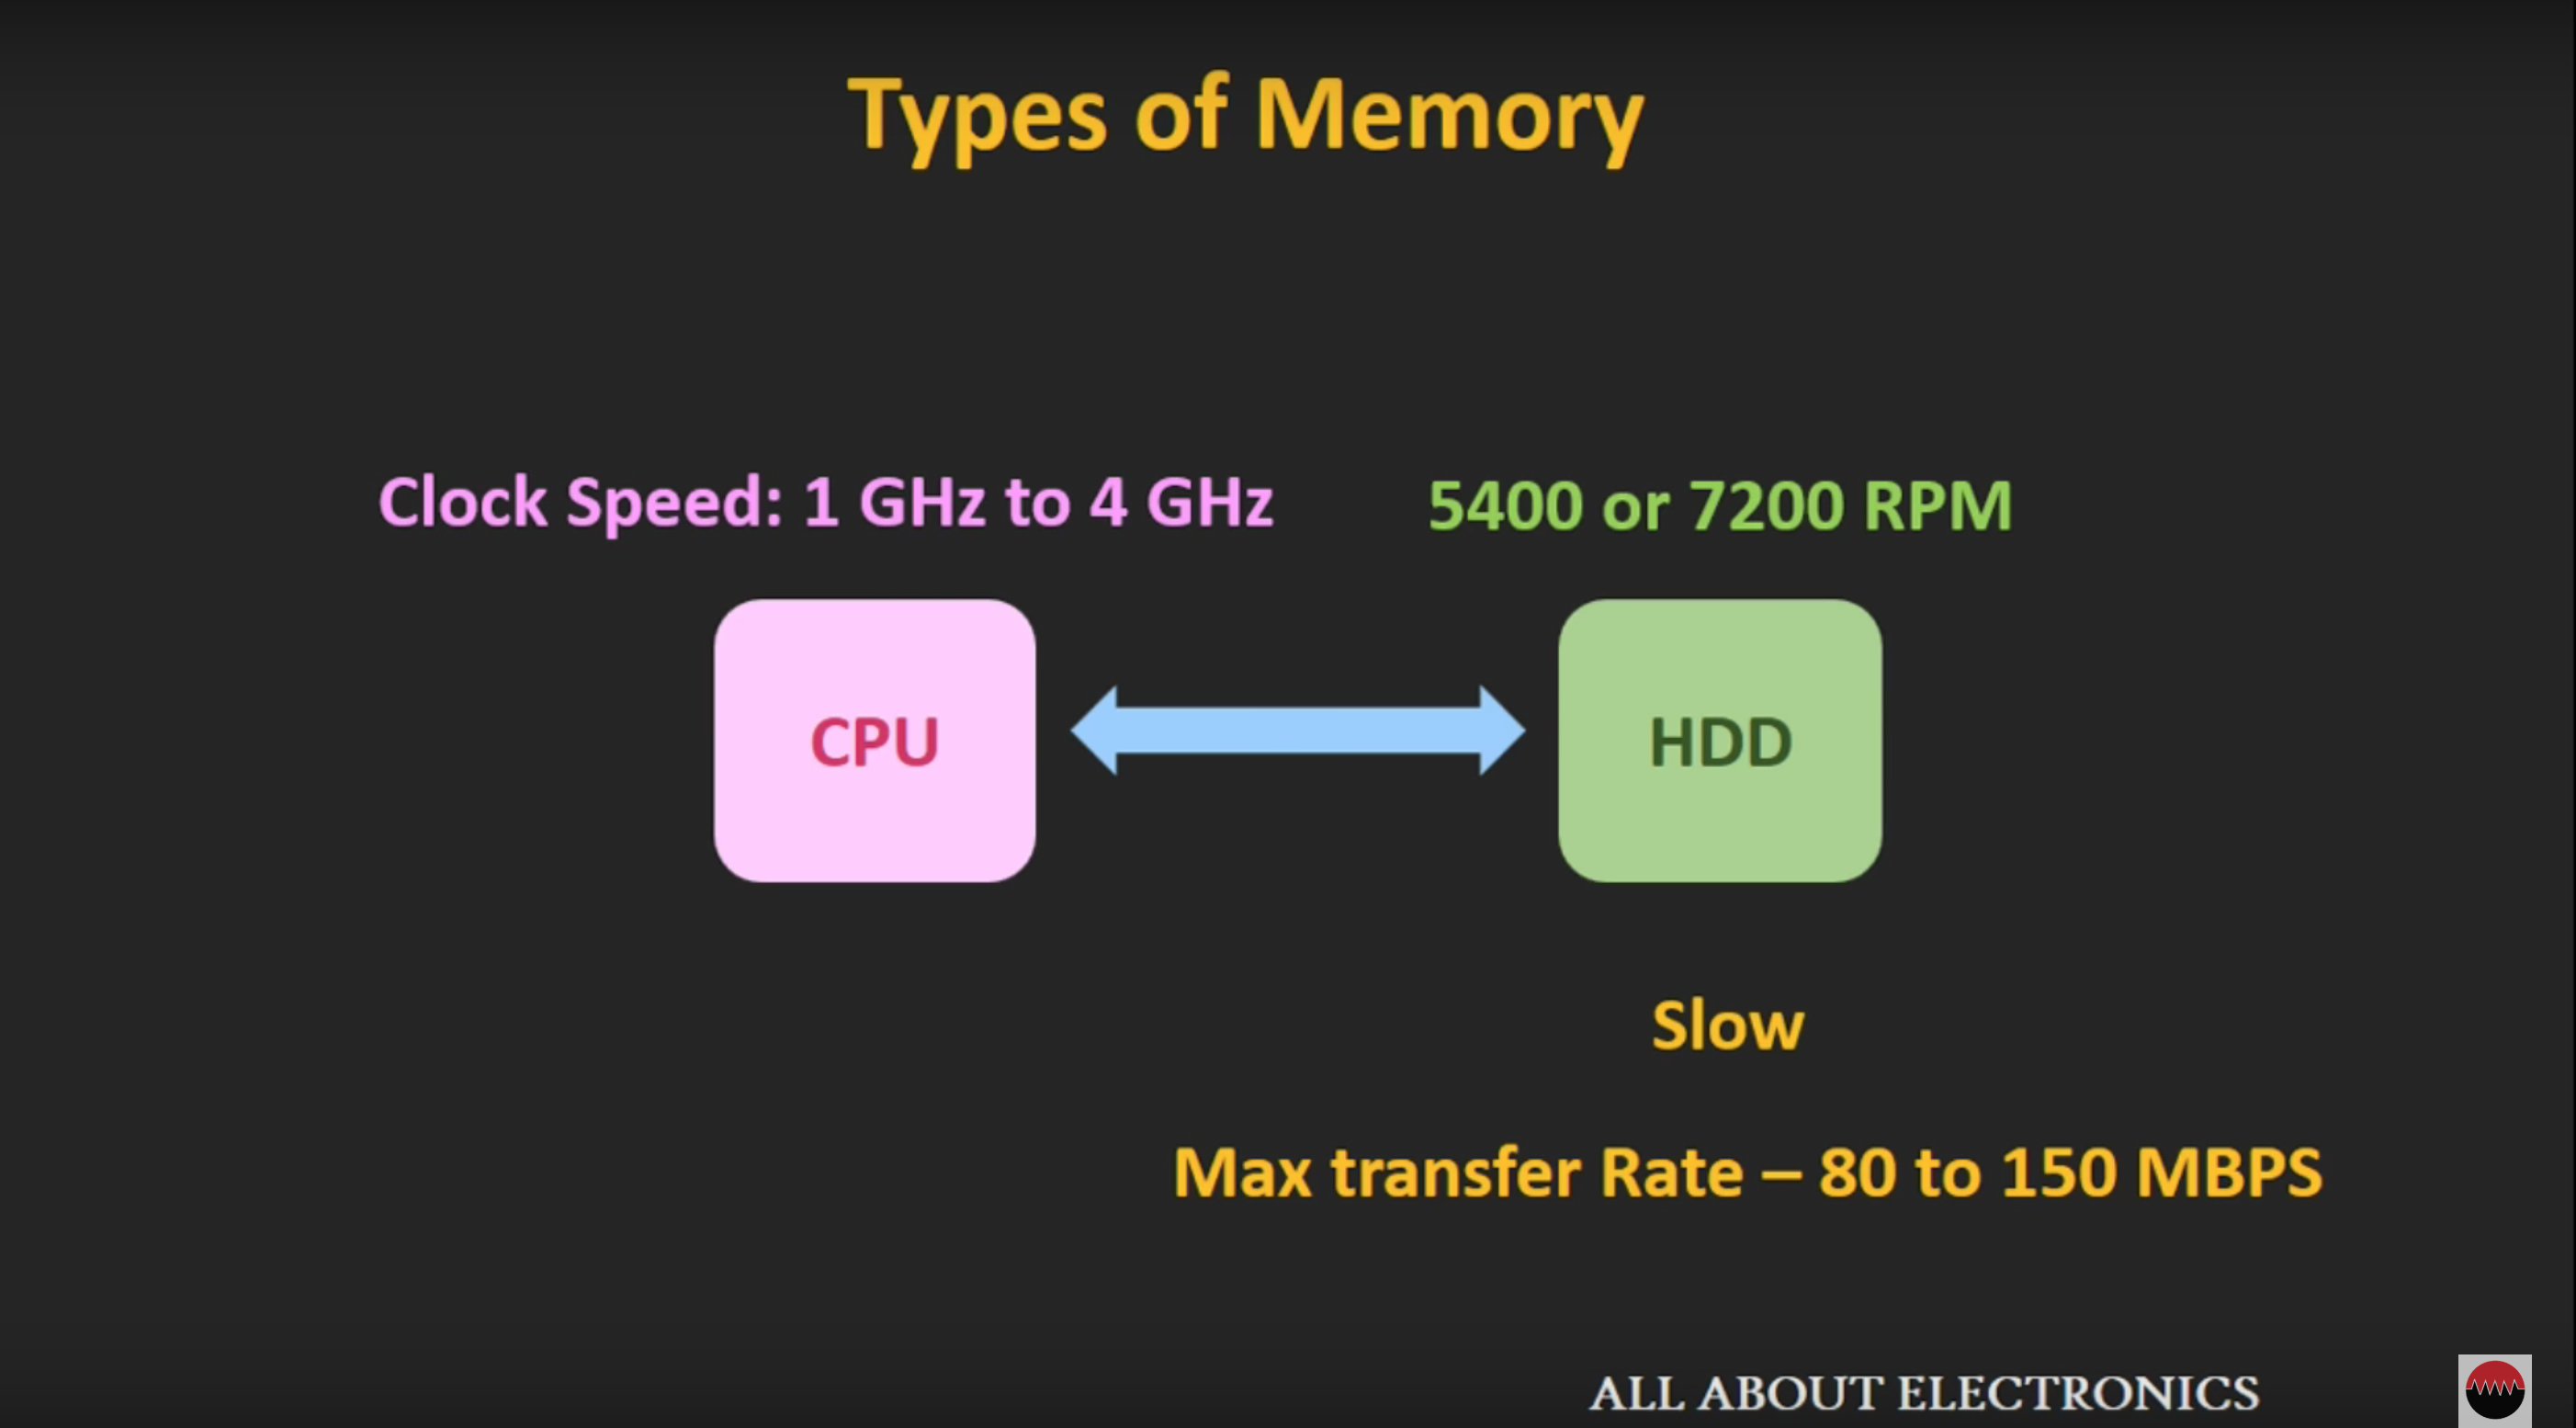 Types of Memory
Clock Speed: 1 GHz to 4 GHz
5400 or 7200 RPM
CPU
HDD
Slow
Max transfer Rate – 80 to 150 MBPS
ALL ABOUT ELECTRONICS